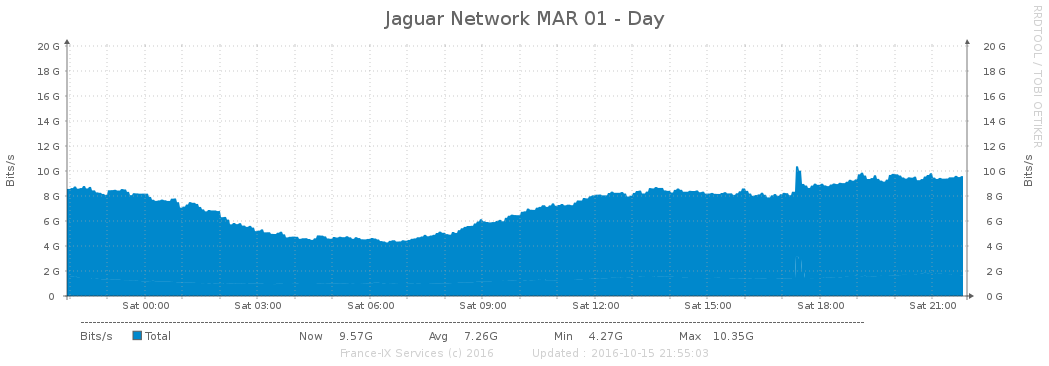 Jaguar Network MAR 01 - Day
RRDTOOL / TOBI OETIKER
Bits/s
Bits/s
20 G 20 G
18 G 18 G
16 G 16 G
14 G 14 G
12 G 12 G
10 G 10 G
8 G 8 G
6 G 6 G
4 G 4 G
2 G 2 G
0 0 G
Sat 00:00 Sat 03:00 Sat 06:00 Sat 09:00 Sat 12:00 Sat 15:00 Sat 18:00 Sat 21:00
Bits/s Total Now 9.57G Avg 7.26G Min 4.27G Max 10.35G
France-IX Services (c) 2016 Updated : 2016-10-15 21:55:03